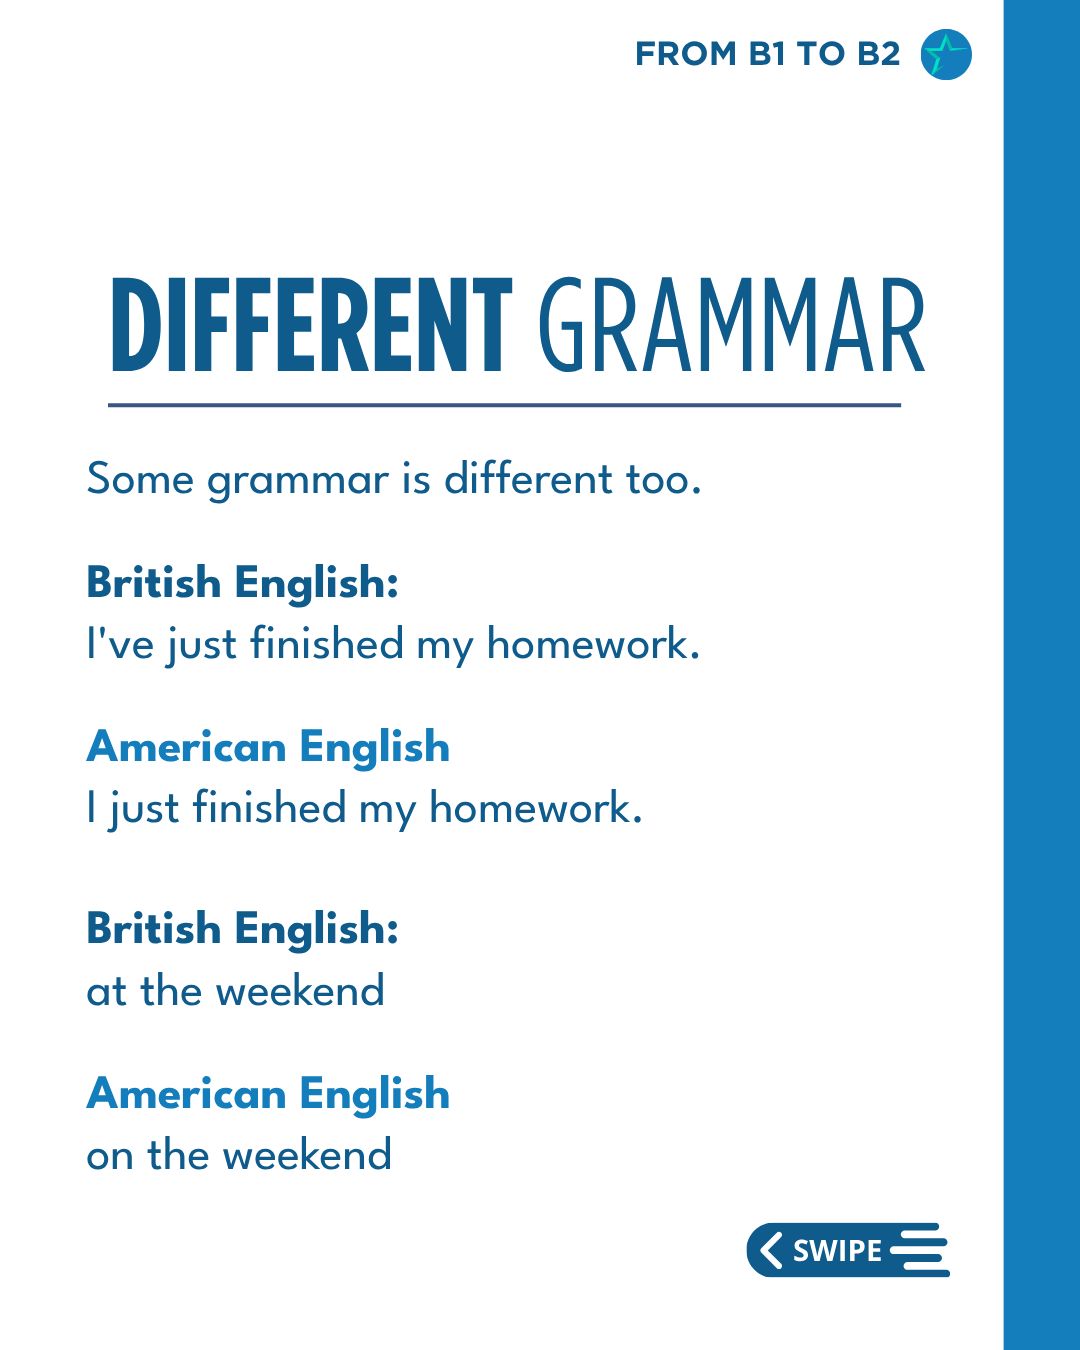 FROM B1 TO B2
DIFFERENT GRAMMAR
Some grammar is different too.
British English:
I've just finished my homework.
American English
I just finished my homework.
British English:
at the weekend
American English
on the weekend
SWIPE